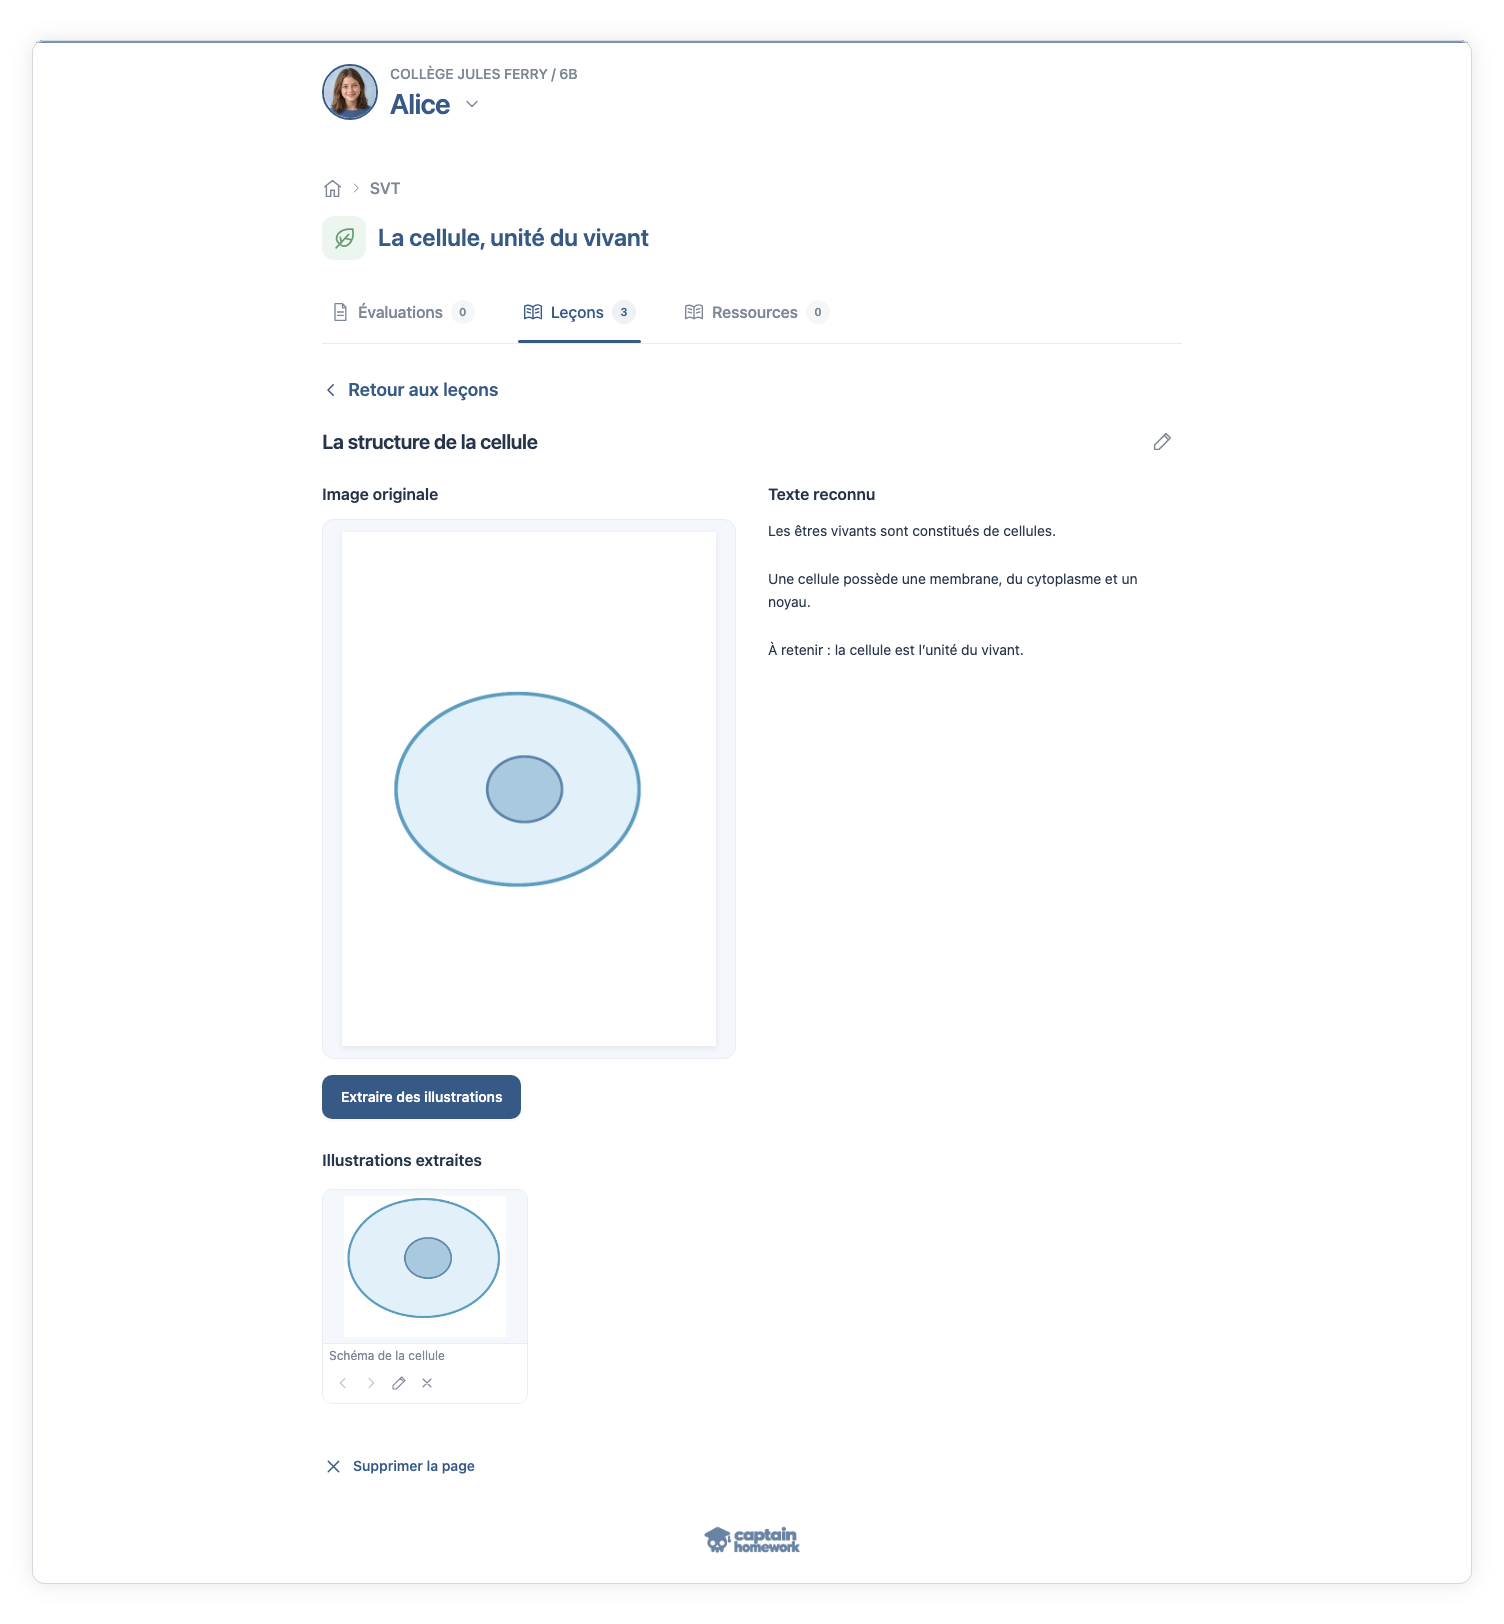 COLLÈGE JULES FERRY / 6B
Alice
SVT
La cellule, unité du vivant
Évaluations 0
Leçons 3
Ressources 0
Retour aux leçons
La structure de la cellule
Image originale
Texte reconnu
Les êtres vivants sont constitués de cellules.
Une cellule possède une membrane, du cytoplasme et un
noyau.
À retenir : la cellule est l'unité du vivant.
Extraire des illustrations
Illustrations extraites
Schéma de la cellule
Supprimer la page
captain
homework